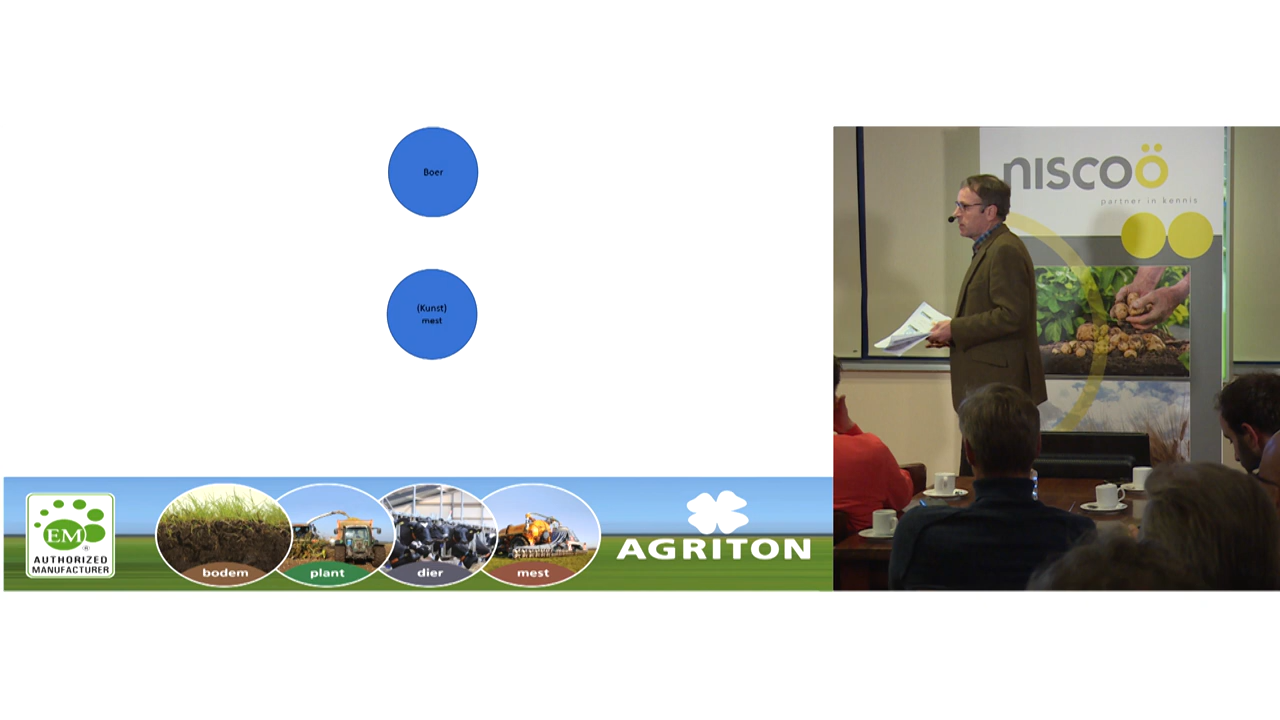 Boer
(Kunst)
mest
EM
®
AUTHORIZED
MANUFACTURER
bodem
plant
dier
mest
AGRITON
NISCOÖ
partner in kennis